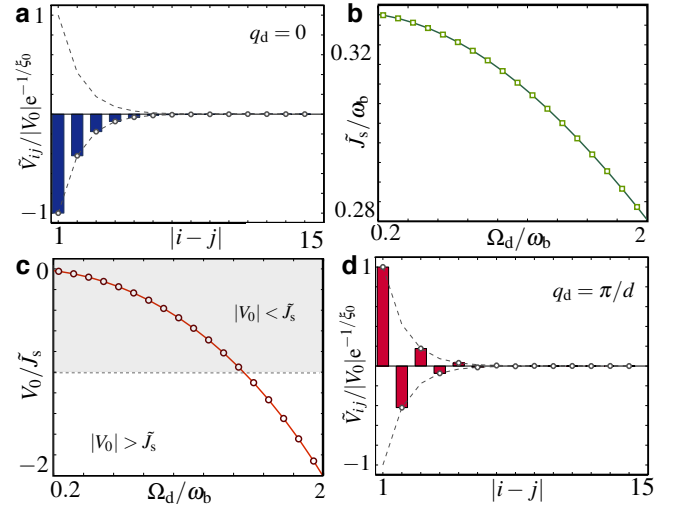 a
1
q_d = 0
Ṽ_ij/|V_0|e^{-1/ξ_0}
−1
1
|i − j|
15
b
0.32
J̃_s/ω_b
0.28
0.2
Ω_d/ω_b
2
c
0
|V_0| < J̃_s
V_0/J̃_s
|V_0| > J̃_s
−2
0.2
Ω_d/ω_b
2
d
1
q_d = π/d
Ṽ_ij/|V_0|e^{-1/ξ_0}
−1
1
|i − j|
15